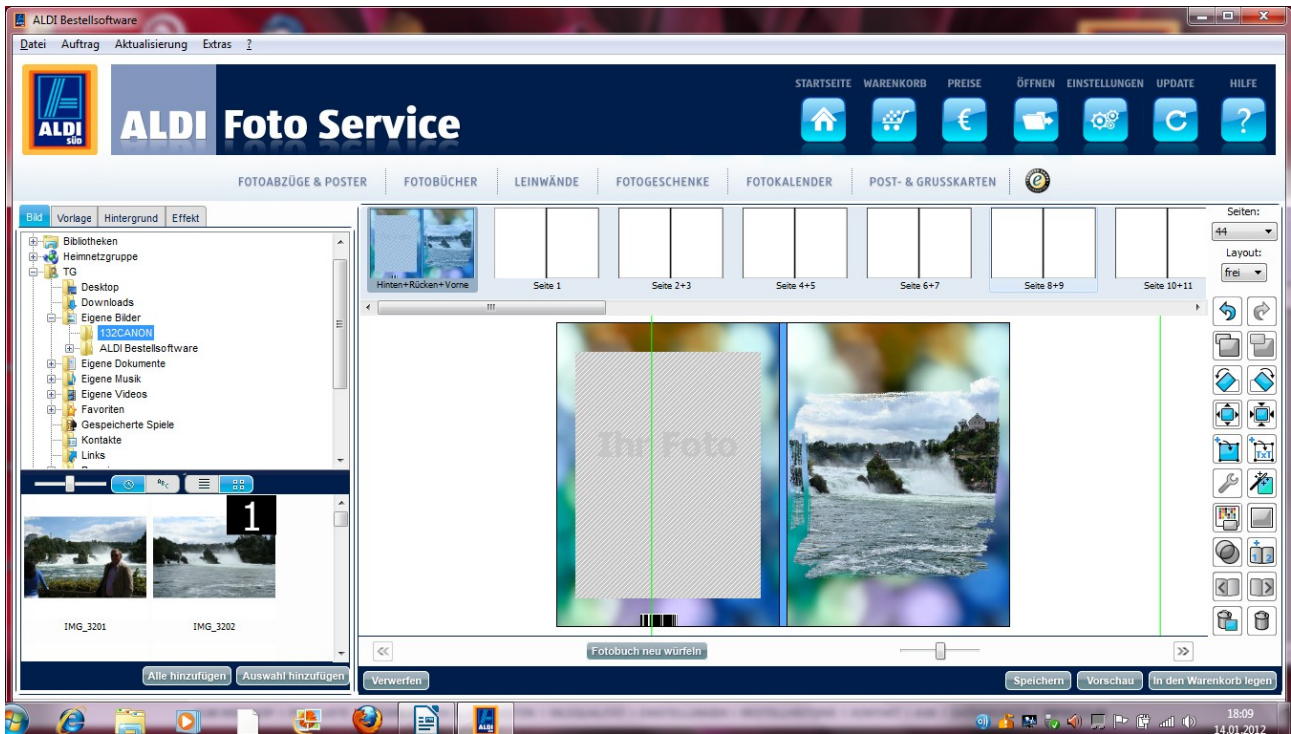 ALDI Bestellsoftware
Datei Auftrag Aktualisierung Extras ?
STARTSEITE WARENKORB PREISE ÖFFNEN EINSTELLUNGEN UPDATE HILFE
ALDI
SÜD
ALDI Foto Service
FOTOABZÜGE & POSTER FOTOBÜCHER LEINWÄNDE FOTOGESCHENKE FOTOKALENDER POST- & GRUSSKARTEN
Bild Vorlage Hintergrund Effekt
Bibliotheken
Heimnetzgruppe
TG
Desktop
Downloads
Eigene Bilder
132CANON
ALDI Bestellsoftware
Eigene Dokumente
Eigene Musik
Eigene Videos
Favoriten
Gespeicherte Spiele
Kontakte
Links
1
IMG_3201 IMG_3202
Alle hinzufügen Auswahl hinzufügen
Hinten+Rücken+Vorne Seite 1 Seite 2+3 Seite 4+5 Seite 6+7 Seite 8+9 Seite 10+11
Seiten:
44
Layout:
frei
Ihr Foto
TxT
1 2
Fotobuch neu würfeln
Verwerfen Speichern Vorschau In den Warenkorb legen
ALDI
18:09
14.01.2012